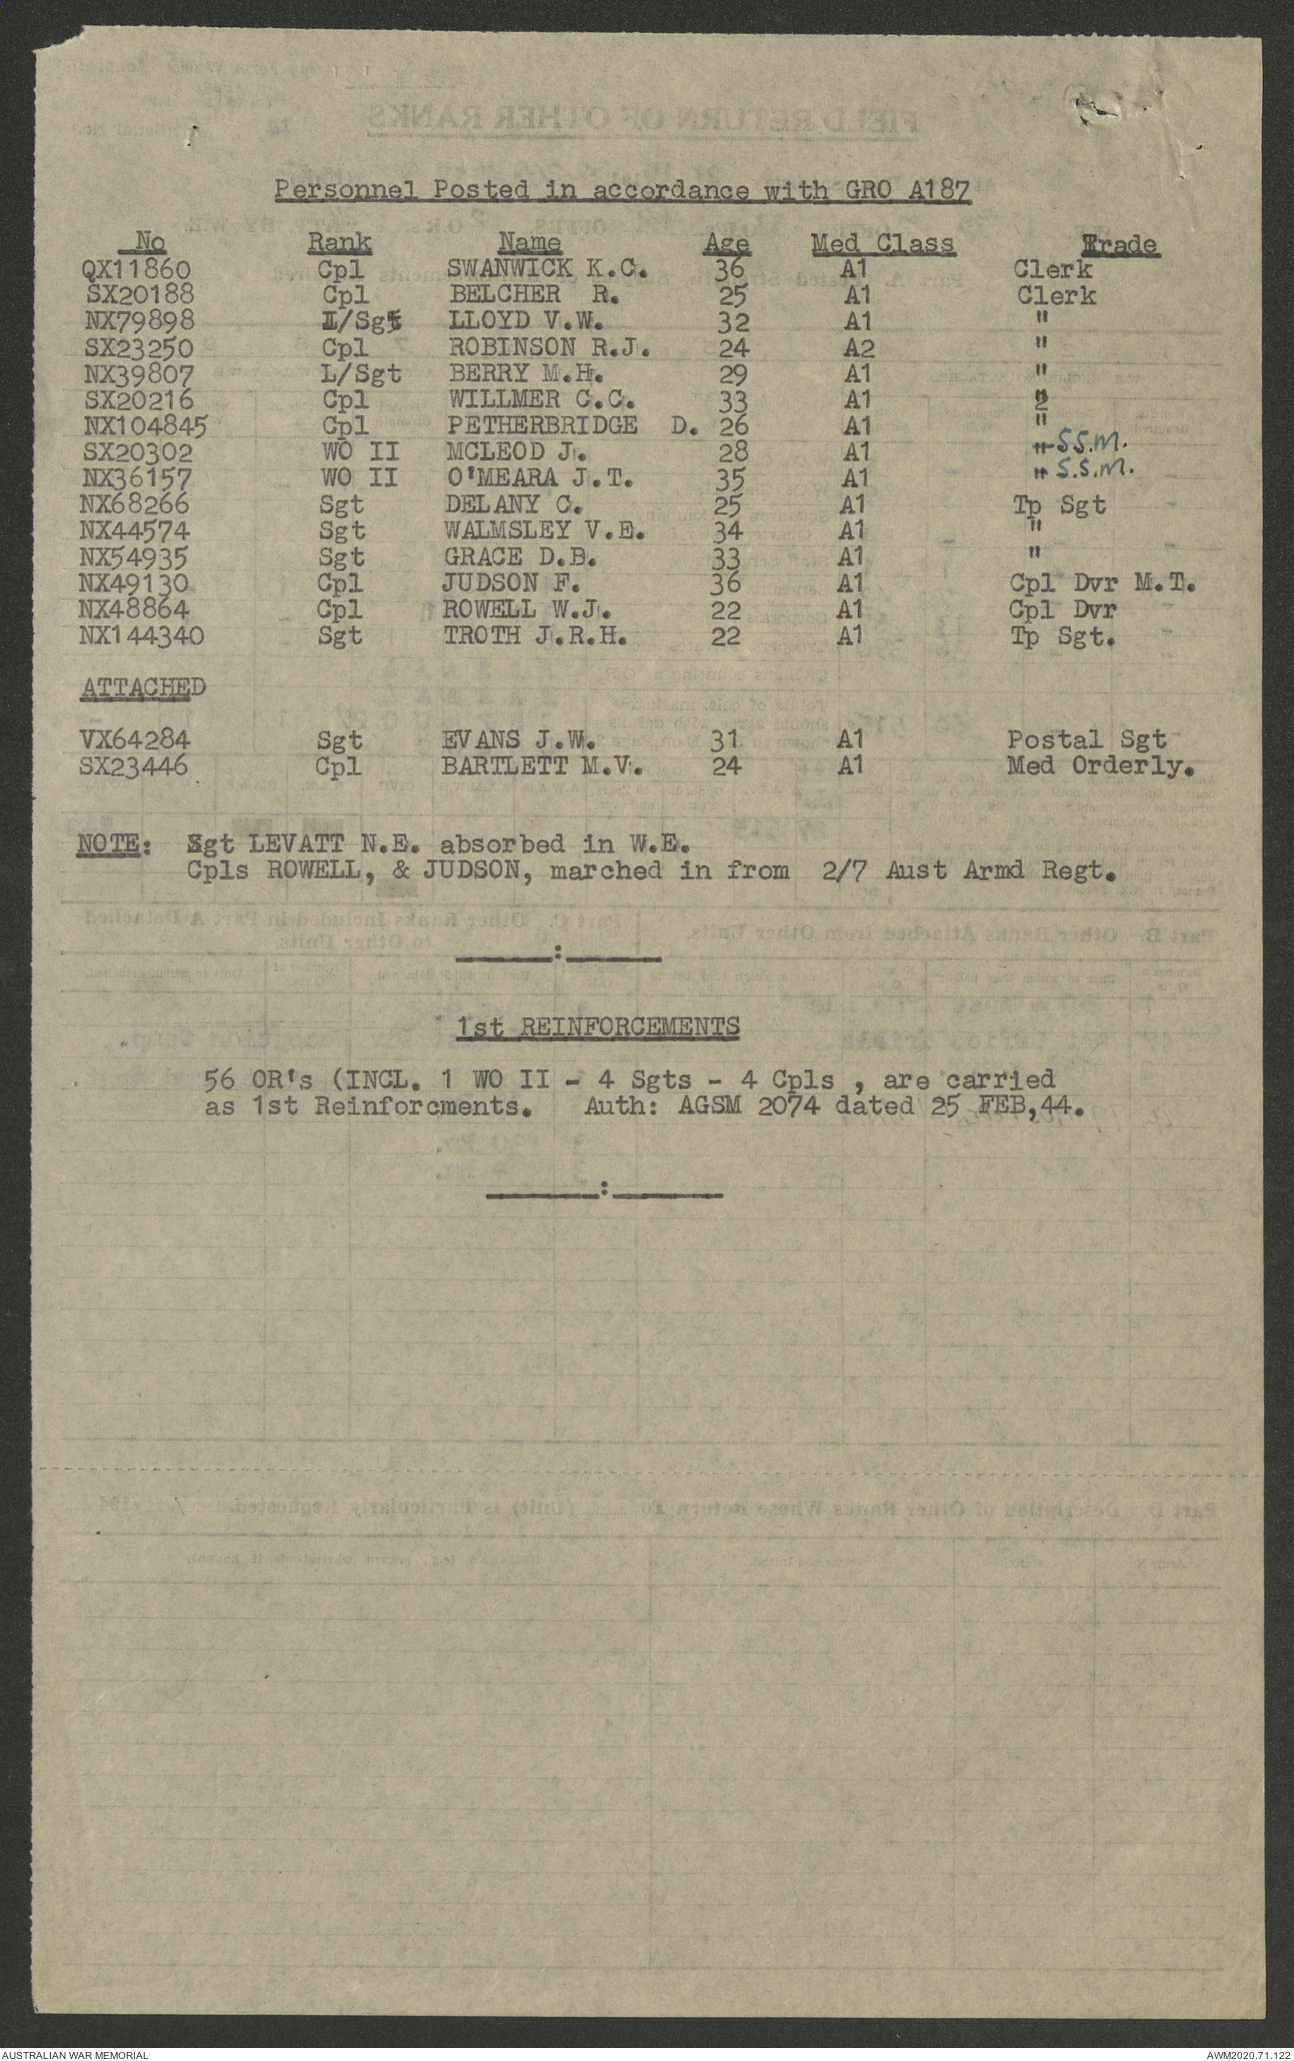 Personnel Posted in accordance with GRO A187
No Rank Name Age Med Class Trade
QX11860 Cpl SWANWICK K.C. 36 A1 Clerk
SX20188 Cpl BELCHER R. 25 A1 Clerk
NX79898 L/Sgt LLOYD V.W. 32 A1 "
SX23250 Cpl ROBINSON R.J. 24 A2 "
NX39807 L/Sgt BERRY M.H. 29 A1 "
SX20216 Cpl WILLMER C.C. 33 A1 "
NX104845 Cpl PETHERBRIDGE D. 26 A1 "
SX20302 WO II MCLEOD J. 28 A1 " S.S.M.
NX36157 WO II O'MEARA J.T. 35 A1 " S.S.M.
NX68266 Sgt DELANY C. 25 A1 Tp Sgt
NX44574 Sgt WALMSLEY V.E. 34 A1 "
NX54935 Sgt GRACE D.B. 33 A1 "
NX49130 Cpl JUDSON F. 36 A1 Cpl Dvr M.T.
NX48864 Cpl ROWELL W.J. 22 A1 Cpl Dvr
NX144340 Sgt TROTH J.R.H. 22 A1 Tp Sgt.
ATTACHED
VX64284 Sgt EVANS J.W. 31 A1 Postal Sgt
SX23446 Cpl BARTLETT M.V. 24 A1 Med Orderly.
NOTE: Sgt LEVATT N.E. absorbed in W.E.
Cpls ROWELL, & JUDSON, marched in from 2/7 Aust Armd Regt.
1st REINFORCEMENTS
56 OR's (INCL. 1 WO II - 4 Sgts - 4 Cpls , are carried
as 1st Reinforcments. Auth: AGSM 2074 dated 25 FEB,44.
AUSTRALIAN WAR MEMORIAL AWM2020.71.122